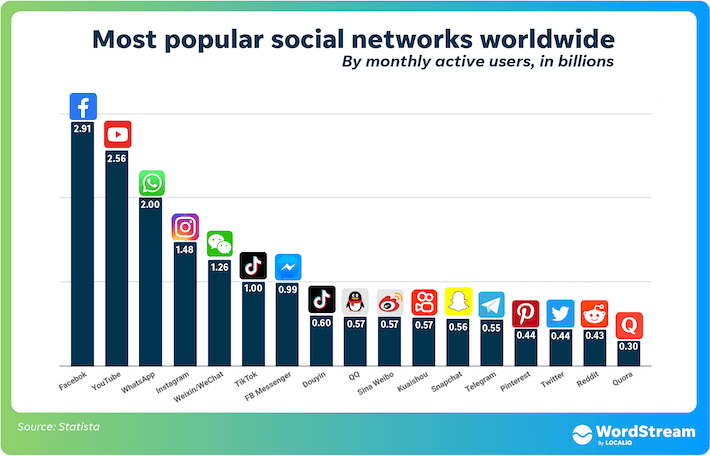 Most popular social networks worldwide
By monthly active users, in billions
2.91
2.56
2.00
1.48
1.26
1.00
0.99
0.60
0.57
0.57
0.57
0.56
0.55
0.44
0.44
0.43
0.30
Facebok
YouTube
WhatsApp
Instagram
Weixin/WeChat
TikTok
FB Messenger
Douyin
QQ
Sina Weibo
Kuaishou
Snapchat
Telegram
Pinterest
Twitter
Reddit
Quora
Source: Statista
WordStream
By LOCALiQ